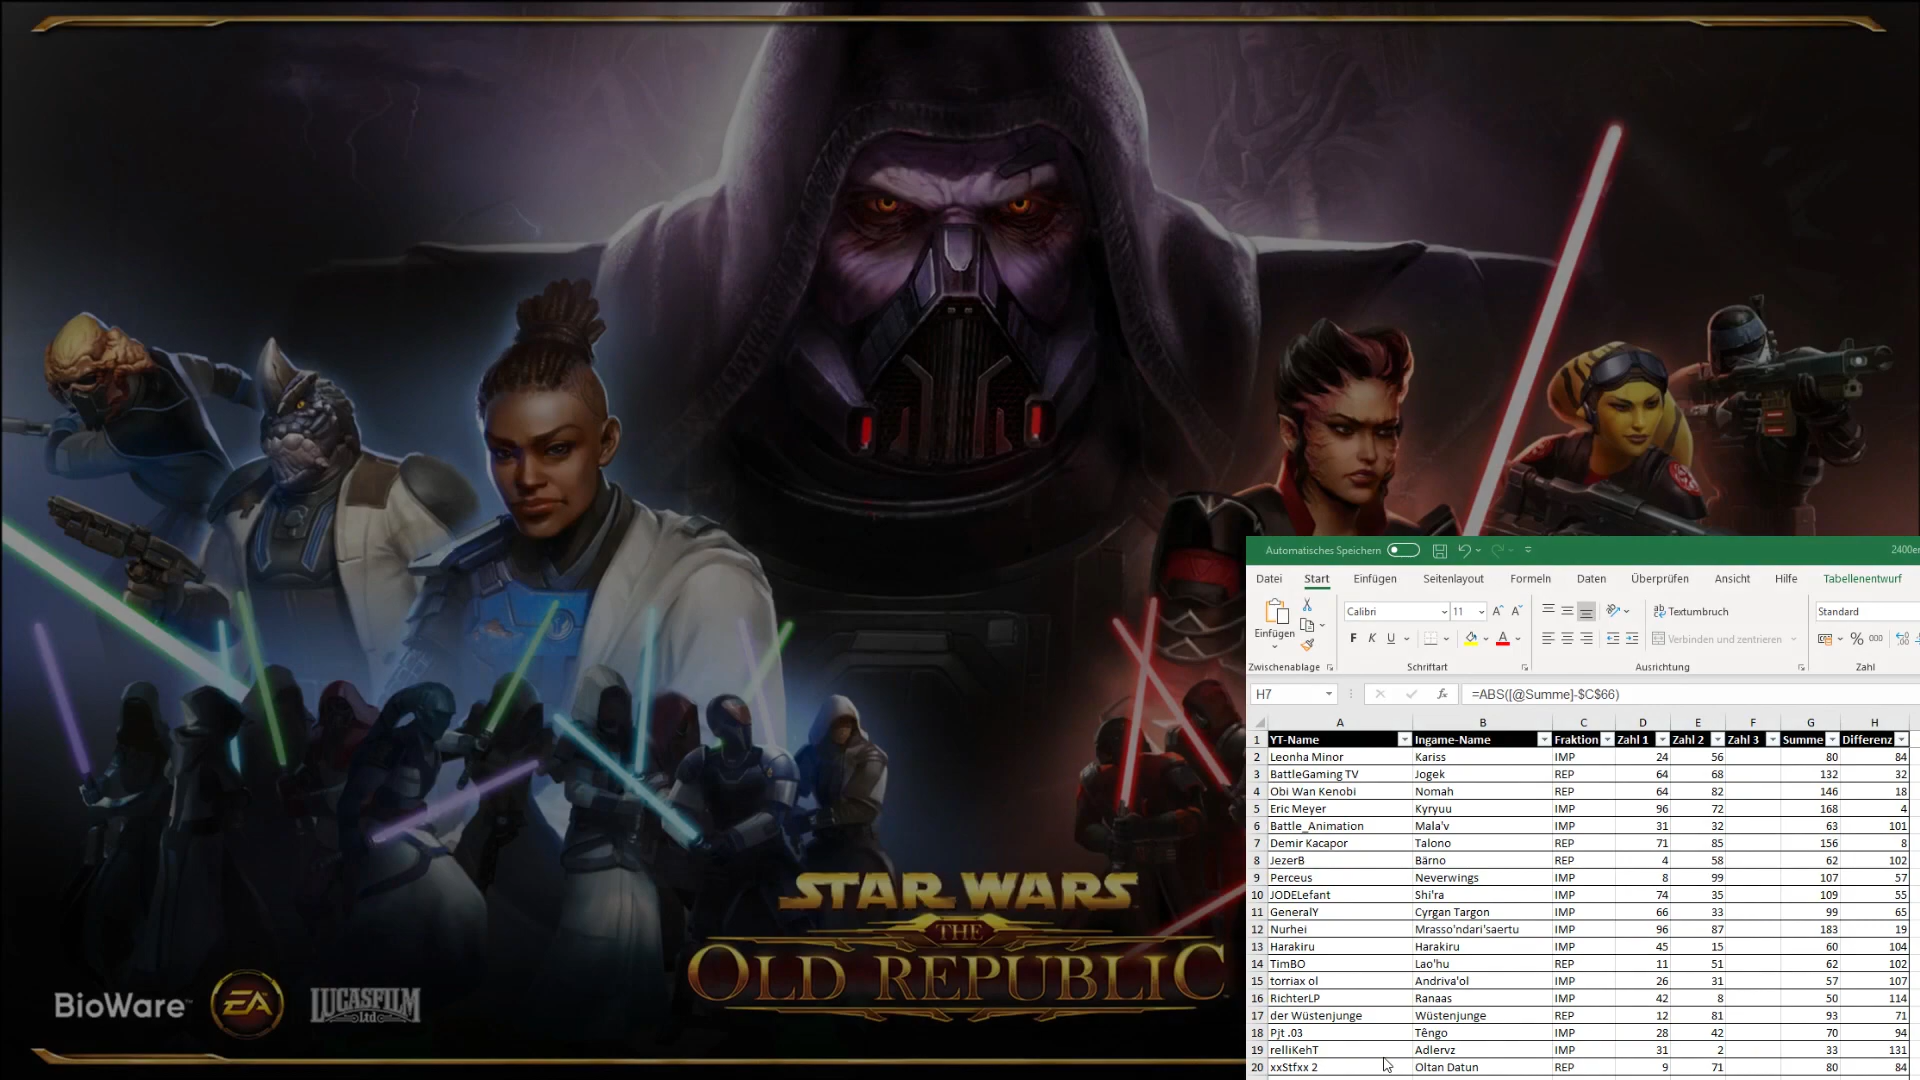 STAR WARS
THE
OLD REPUBLIC
BioWare
EA
LUCASFILM
Ltd
Automatisches Speichern
2400er
Datei Start Einfügen Seitenlayout Formeln Daten Überprüfen Ansicht Hilfe Tabellenentwurf
Einfügen
Calibri 11
F K U
Textumbruch
Verbinden und zentrieren
Standard
% 000
Zwischenablage Schriftart Ausrichtung Zahl
H7 fx =ABS([@Summe]-$C$66)
A B C D E F G H
1 YT-Name Ingame-Name Fraktion Zahl 1 Zahl 2 Zahl 3 Summe Differenz
2 Leonha Minor Kariss IMP 24 56 80 84
3 BattleGaming TV Jogek REP 64 68 132 32
4 Obi Wan Kenobi Nomah REP 64 82 146 18
5 Eric Meyer Kyryuu IMP 96 72 168 4
6 Battle_Animation Mala'v IMP 31 32 63 101
7 Demir Kacapor Talono REP 71 85 156 8
8 JezerB Bärno REP 4 58 62 102
9 Perceus Neverwings IMP 8 99 107 57
10 JODELefant Shi'ra IMP 74 35 109 55
11 GeneralY Cyrgan Targon IMP 66 33 99 65
12 Nurhei Mrasso'ndari'saertu IMP 96 87 183 19
13 Harakiru Harakiru IMP 45 15 60 104
14 TimBO Lao'hu REP 11 51 62 102
15 torriax ol Andriva'ol IMP 26 31 57 107
16 RichterLP Ranaas IMP 42 8 50 114
17 der Wüstenjunge Wüstenjunge REP 12 81 93 71
18 Pjt .03 Têngo IMP 28 42 70 94
19 relliKehT Adlervz IMP 31 2 33 131
20 xxStfxx 2 Oltan Datun REP 9 71 80 84